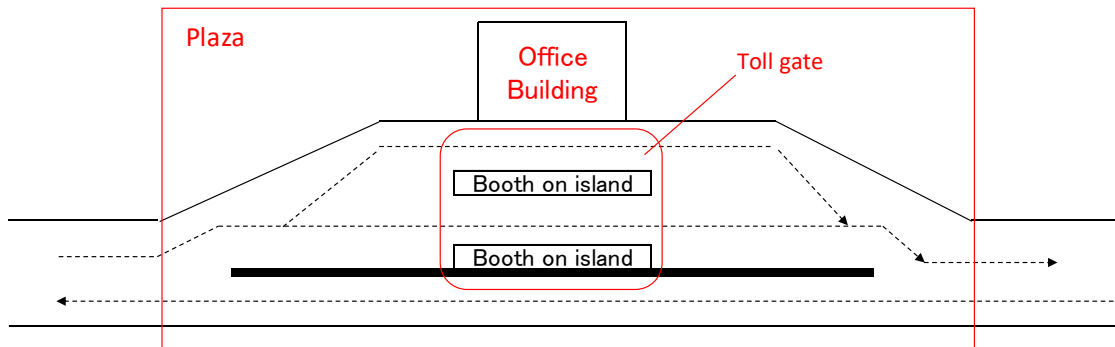 Plaza
Office
Building
Toll gate
Booth on island
Booth on island